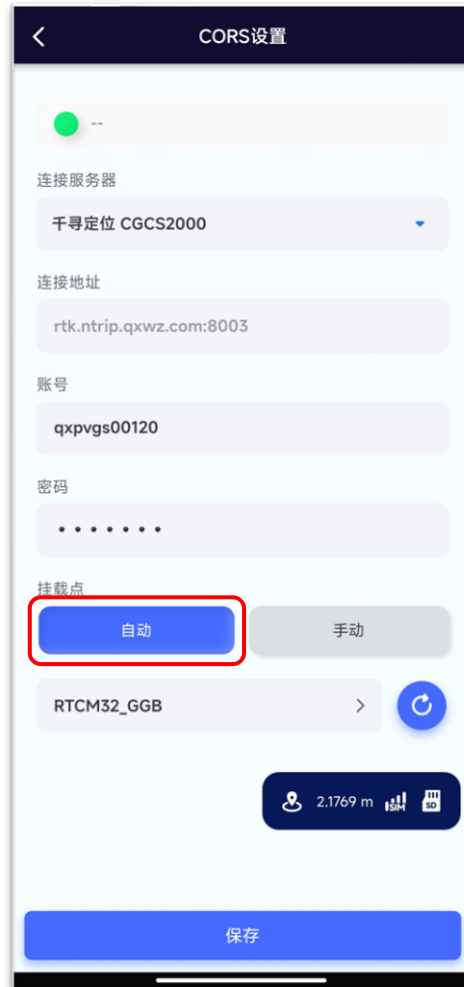 CORS设置
--
连接服务器
千寻定位 CGCS2000
连接地址
rtk.ntrip.qxwz.com:8003
账号
qxpvgs00120
密码
•••••••
挂载点
自动 手动
RTCM32_GGB
2.1769 m SIM SD
保存